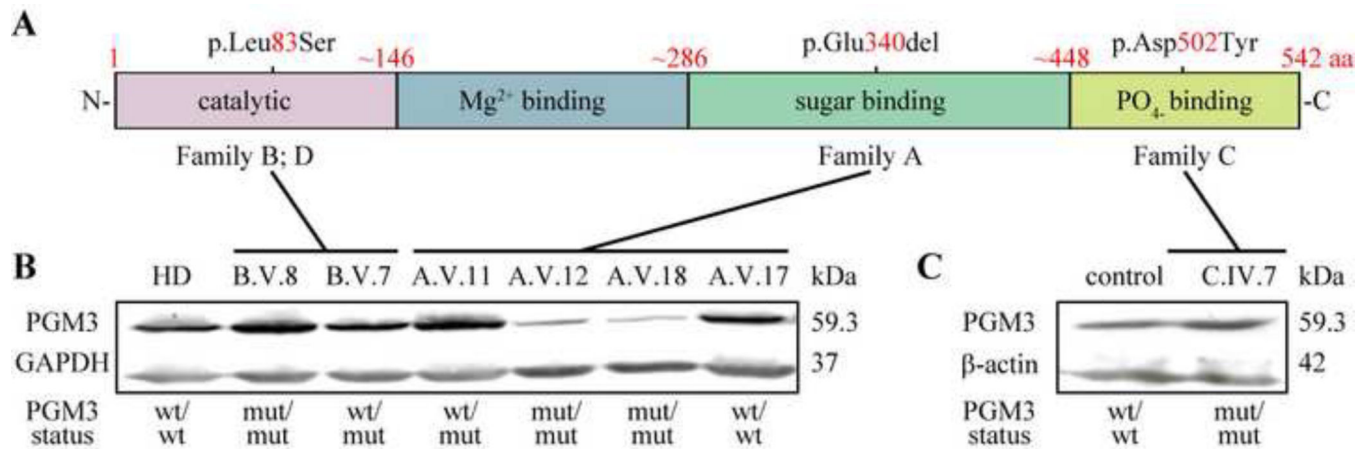 A
p.Leu83Ser p.Glu340del p.Asp502Tyr
1 ~146 ~286 ~448 542 aa
N- catalytic Mg2+ binding sugar binding PO4- binding -C
Family B; D Family A Family C
B HD B.V.8 B.V.7 A.V.11 A.V.12 A.V.18 A.V.17 kDa
PGM3 59.3
GAPDH 37
PGM3 wt/ mut/ wt/ wt/ mut/ mut/ wt/
status wt mut mut mut mut mut wt
C control C.IV.7 kDa
PGM3 59.3
β-actin 42
PGM3 wt/ mut/
status wt mut